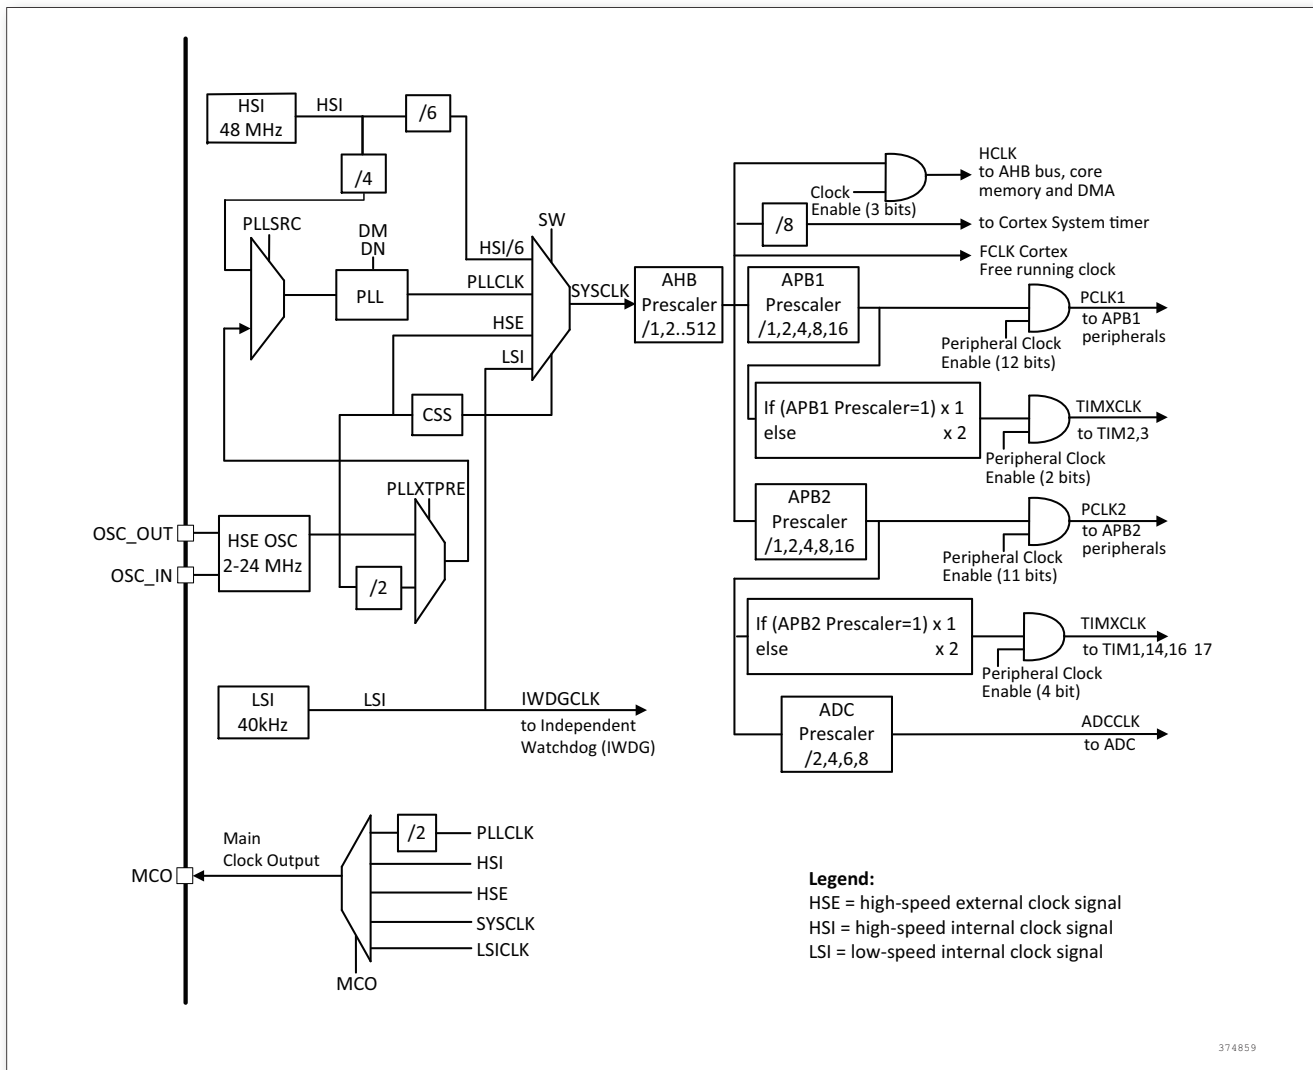 HSI
48 MHz
HSI
/6
/4
PLLSRC
DM
DN
PLL
SW
HSI/6
PLLCLK
HSE
LSI
SYSCLK
CSS
AHB
Prescaler
/1,2..512
APB1
Prescaler
/1,2,4,8,16
Clock
Enable (3 bits)
HCLK
to AHB bus, core
memory and DMA
/8
to Cortex System timer
FCLK Cortex
Free running clock
PCLK1
to APB1
peripherals
Peripheral Clock
Enable (12 bits)
If (APB1 Prescaler=1) x 1
else x 2
TIMXCLK
to TIM2,3
Peripheral Clock
Enable (2 bits)
PLLXTPRE
OSC_OUT
OSC_IN
HSE OSC
2-24 MHz
/2
APB2
Prescaler
/1,2,4,8,16
PCLK2
to APB2
peripherals
Peripheral Clock
Enable (11 bits)
If (APB2 Prescaler=1) x 1
else x 2
TIMXCLK
to TIM1,14,16 17
Peripheral Clock
Enable (4 bit)
LSI
40kHz
LSI
IWDGCLK
to Independent
Watchdog (IWDG)
ADC
Prescaler
/2,4,6,8
ADCCLK
to ADC
Main
Clock Output
MCO
/2
PLLCLK
HSI
HSE
SYSCLK
LSICLK
MCO
Legend:
HSE = high-speed external clock signal
HSI = high-speed internal clock signal
LSI = low-speed internal clock signal
374859